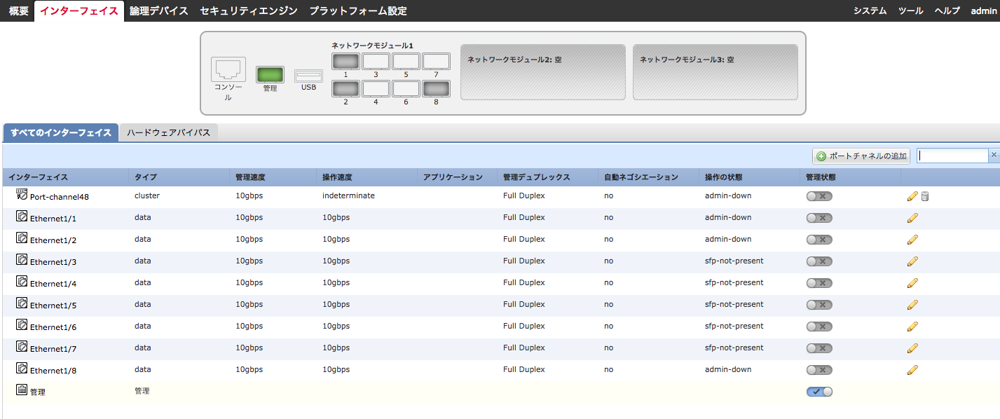 概要 インターフェイス 論理デバイス セキュリティエンジン プラットフォーム設定 システム ツール ヘルプ admin
ネットワークモジュール1
ネットワークモジュール2: 空
ネットワークモジュール3: 空
コンソー
ル
管理
USB
1 3 5 7
2 4 6 8
すべてのインターフェイス ハードウェアバイパス
ポートチャネルの追加
インターフェイス タイプ 管理速度 操作速度 アプリケーション 管理デュプレックス 自動ネゴシエーション 操作の状態 管理状態
Port-channel48 cluster 10gbps indeterminate Full Duplex no admin-down
Ethernet1/1 data 10gbps 10gbps Full Duplex no admin-down
Ethernet1/2 data 10gbps 10gbps Full Duplex no admin-down
Ethernet1/3 data 10gbps 10gbps Full Duplex no sfp-not-present
Ethernet1/4 data 10gbps 10gbps Full Duplex no sfp-not-present
Ethernet1/5 data 10gbps 10gbps Full Duplex no sfp-not-present
Ethernet1/6 data 10gbps 10gbps Full Duplex no sfp-not-present
Ethernet1/7 data 10gbps 10gbps Full Duplex no sfp-not-present
Ethernet1/8 data 10gbps 10gbps Full Duplex no admin-down
管理 管理